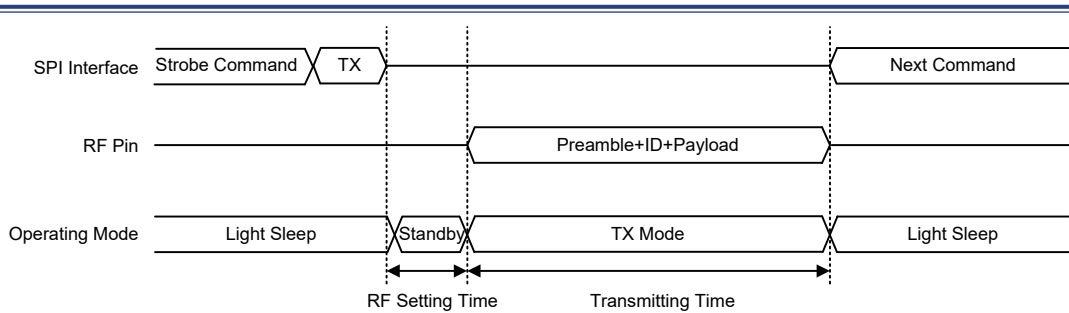 SPI Interface Strobe Command TX Next Command
RF Pin Preamble+ID+Payload
Operating Mode Light Sleep Standby TX Mode Light Sleep
RF Setting Time Transmitting Time